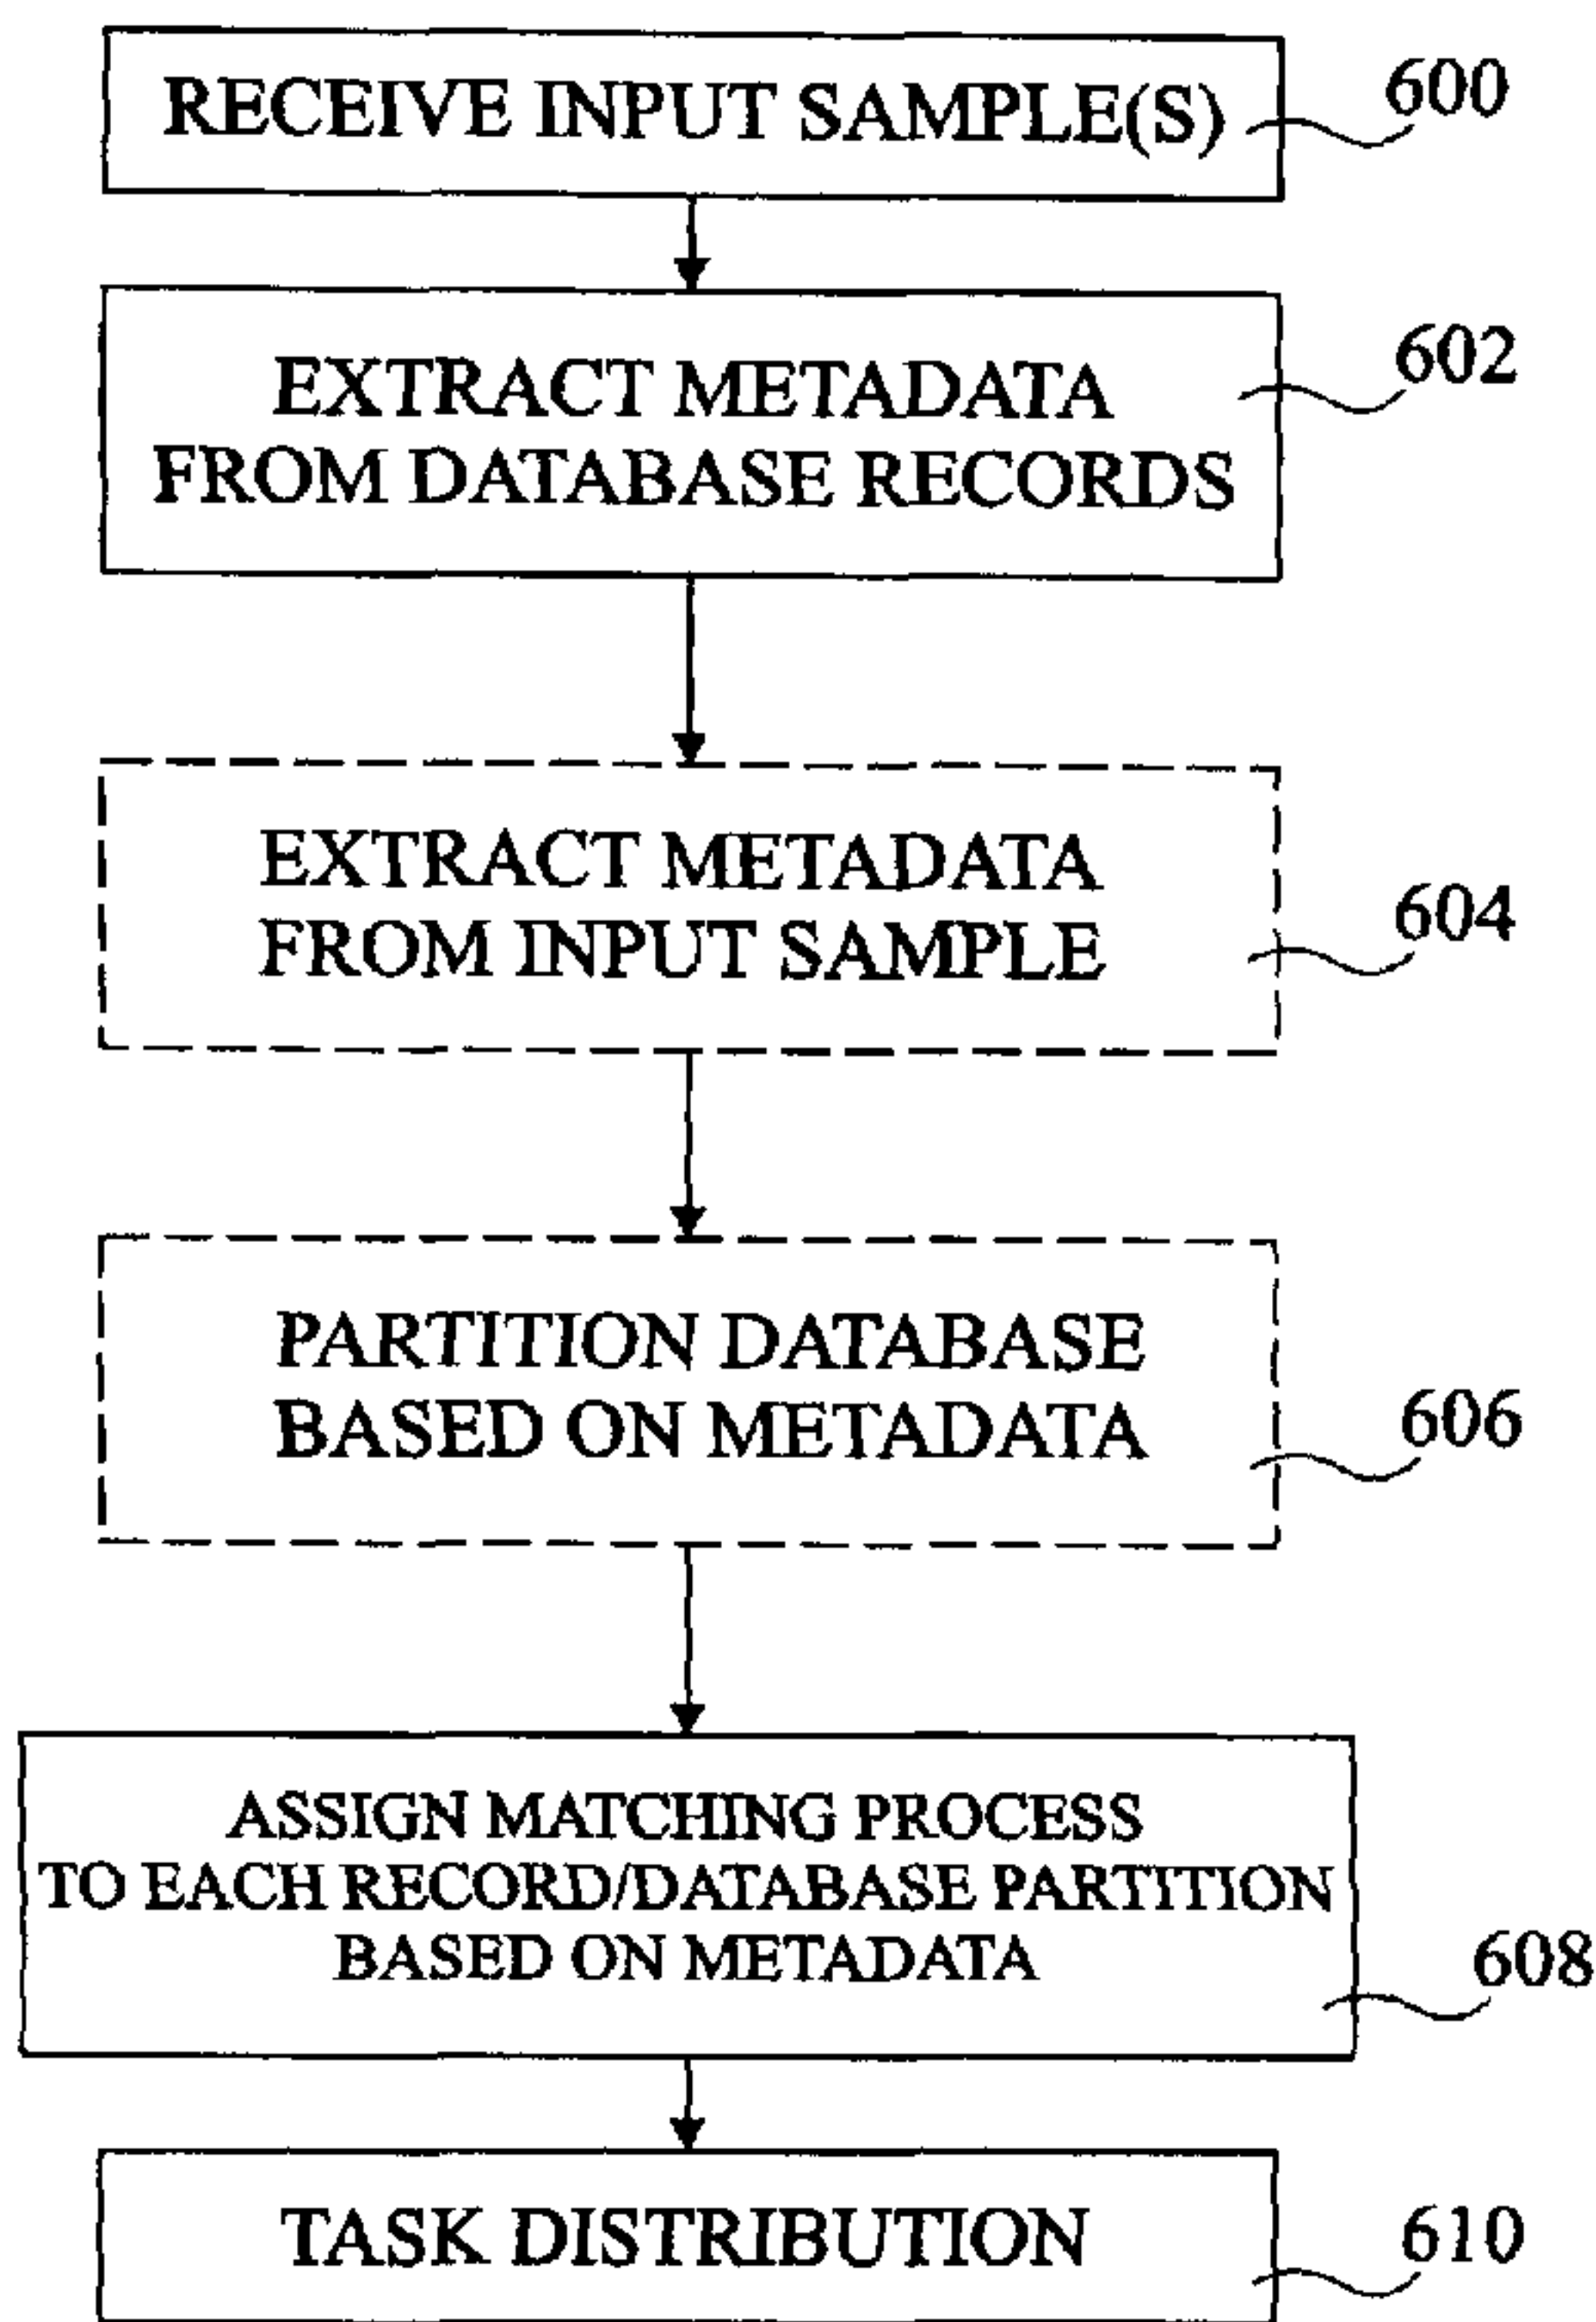 RECEIVE INPUT SAMPLE(S)
600
EXTRACT METADATA
FROM DATABASE RECORDS
602
EXTRACT METADATA
FROM INPUT SAMPLE
604
PARTITION DATABASE
BASED ON METADATA
606
ASSIGN MATCHING PROCESS
TO EACH RECORD/DATABASE PARTITION
BASED ON METADATA
608
TASK DISTRIBUTION
610